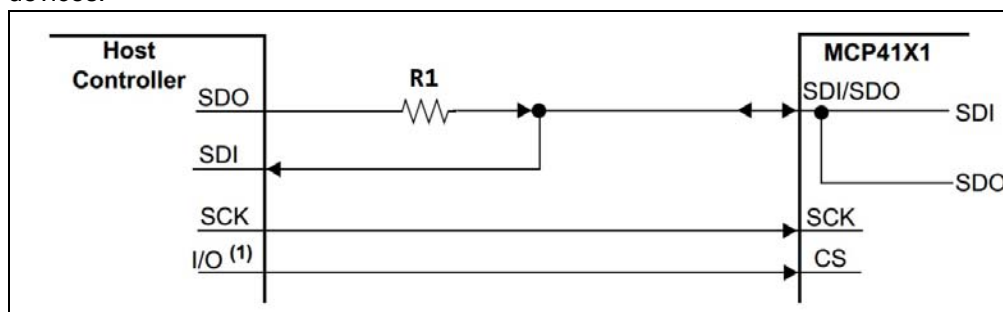 Host
Controller
MCP41X1
R1
SDO
SDI/SDO
SDI
SDI
SDO
SCK
SCK
I/O (1)
CS